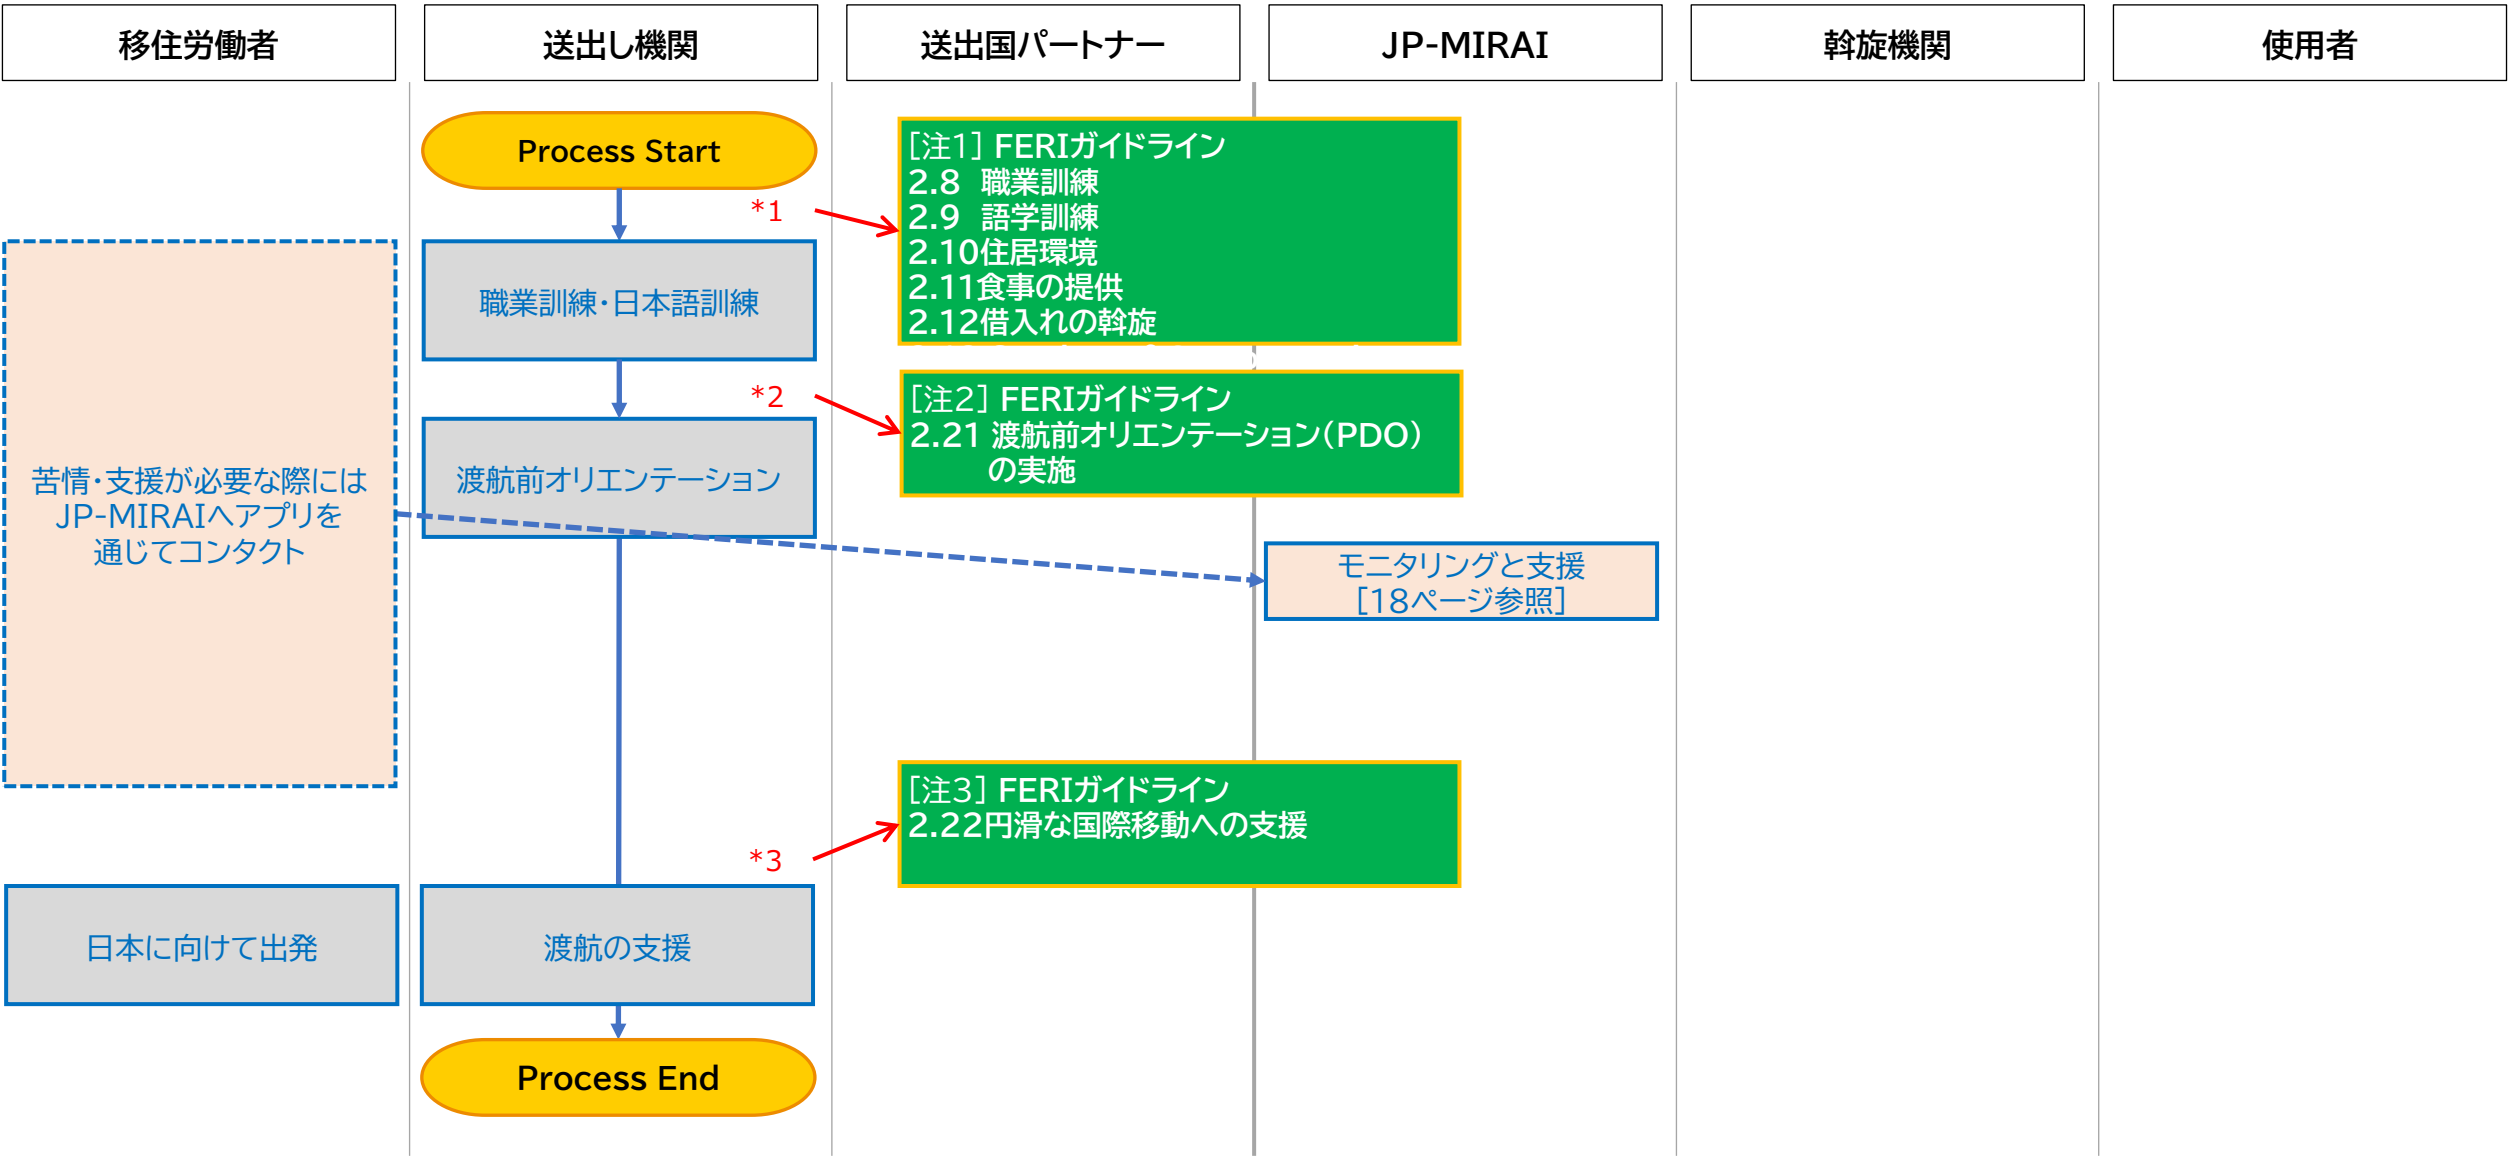 移住労働者
送出し機関
送出国パートナー
JP-MIRAI
斡旋機関
使用者
Process Start
*1
[注1] FERIガイドライン
2.8 職業訓練
2.9 語学訓練
2.10住居環境
2.11食事の提供
2.12借入れの斡旋
職業訓練・日本語訓練
*2
[注2] FERIガイドライン
2.21 渡航前オリエンテーション(PDO)
の実施
渡航前オリエンテーション
苦情・支援が必要な際には
JP-MIRAIへアプリを
通じてコンタクト
モニタリングと支援
[18ページ参照]
*3
[注3] FERIガイドライン
2.22円滑な国際移動への支援
日本に向けて出発
渡航の支援
Process End